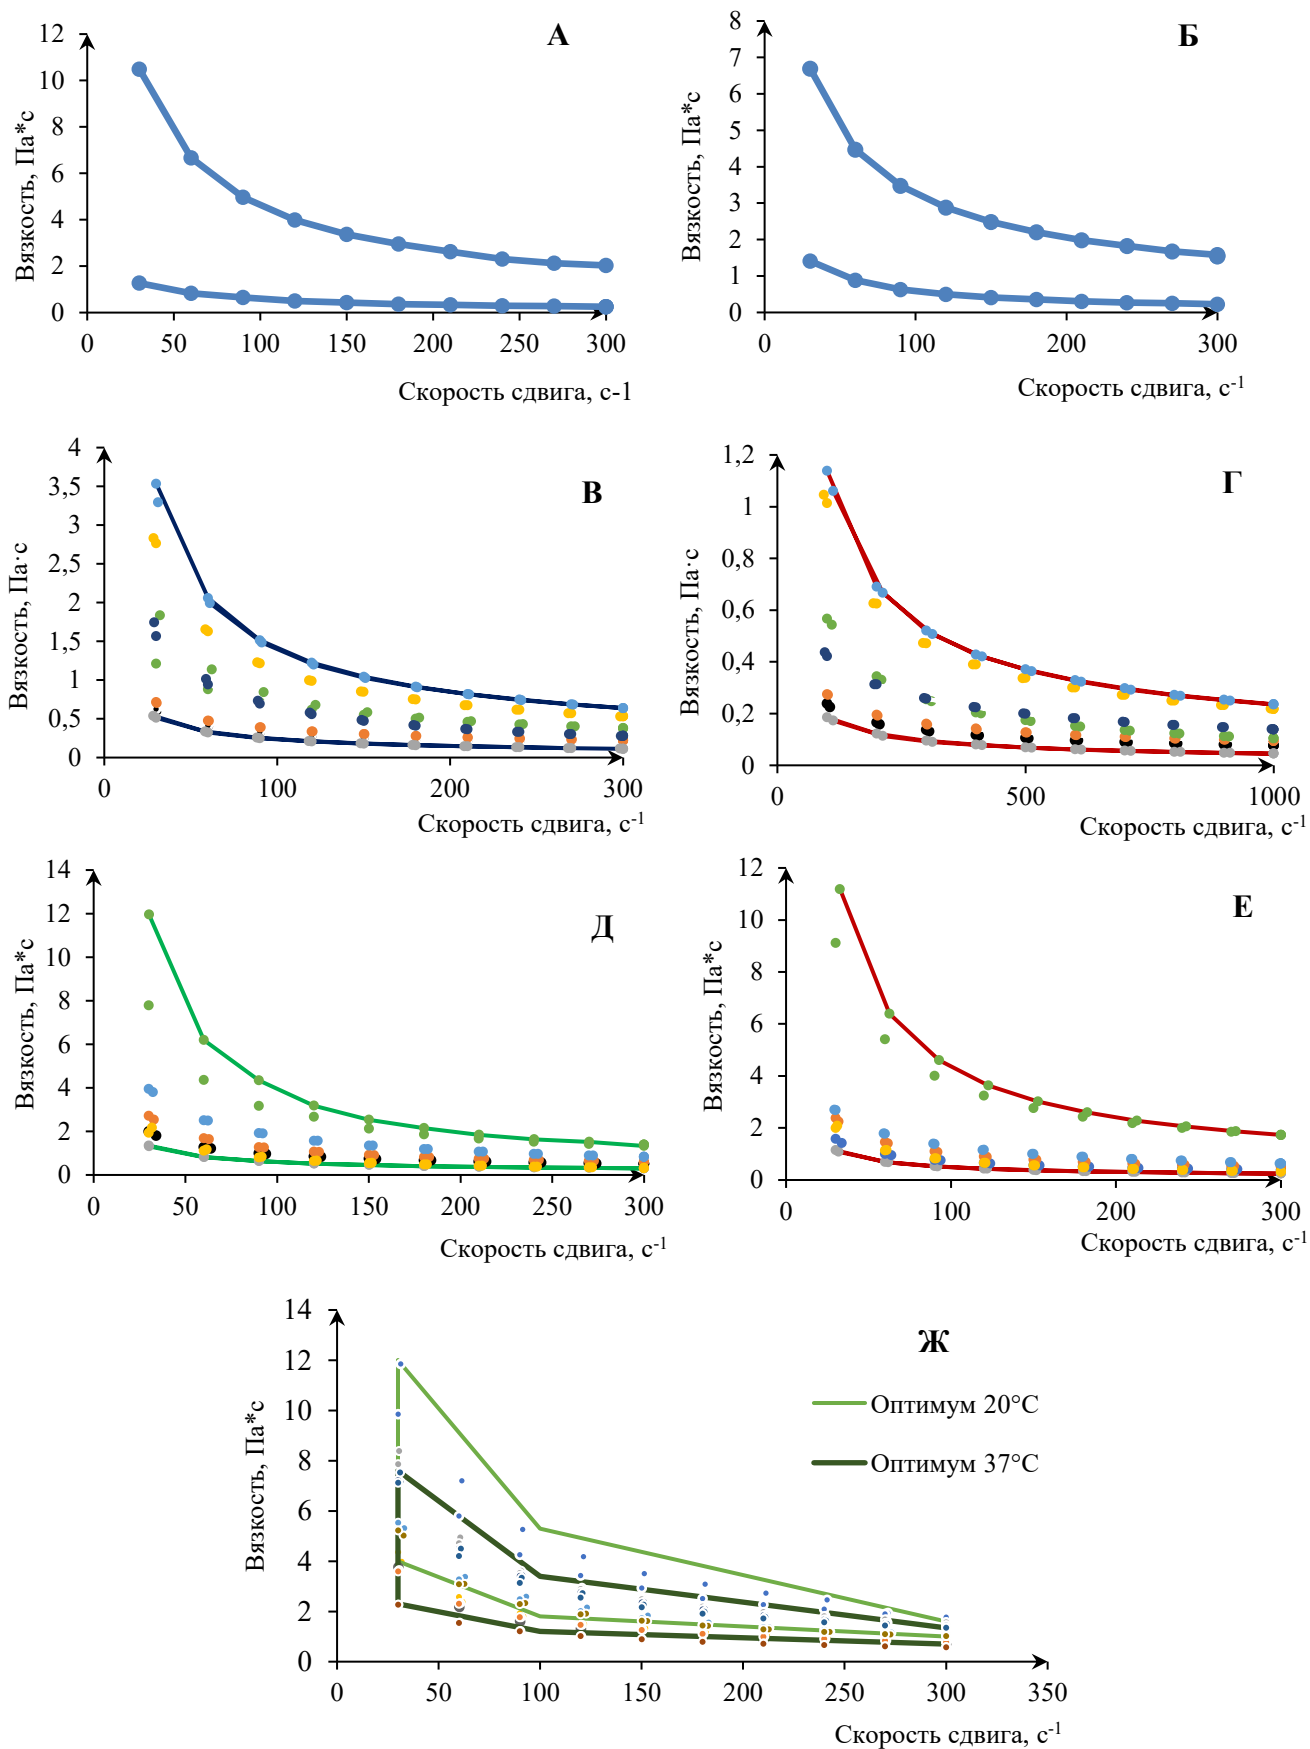 А
Вязкость, Па*с
12
10
8
6
4
2
0
0 50 100 150 200 250 300
Скорость сдвига, с-1
Б
Вязкость, Па*с
8
7
6
5
4
3
2
1
0
0 100 200 300
Скорость сдвига, с-1
В
Вязкость, Па·с
4
3,5
3
2,5
2
1,5
1
0,5
0
0 100 200 300
Скорость сдвига, с-1
Г
Вязкость, Па·с
1,2
1
0,8
0,6
0,4
0,2
0
0 500 1000
Скорость сдвига, с-1
Д
Вязкость, Па*с
14
12
10
8
6
4
2
0
0 50 100 150 200 250 300
Скорость сдвига, с-1
Е
Вязкость, Па*с
12
10
8
6
4
2
0
0 100 200 300
Скорость сдвига, с-1
Ж
Вязкость, Па*с
14
12
10
8
6
4
2
0
0 50 100 150 200 250 300 350
Оптимум 20°С
Оптимум 37°С
Скорость сдвига, с-1